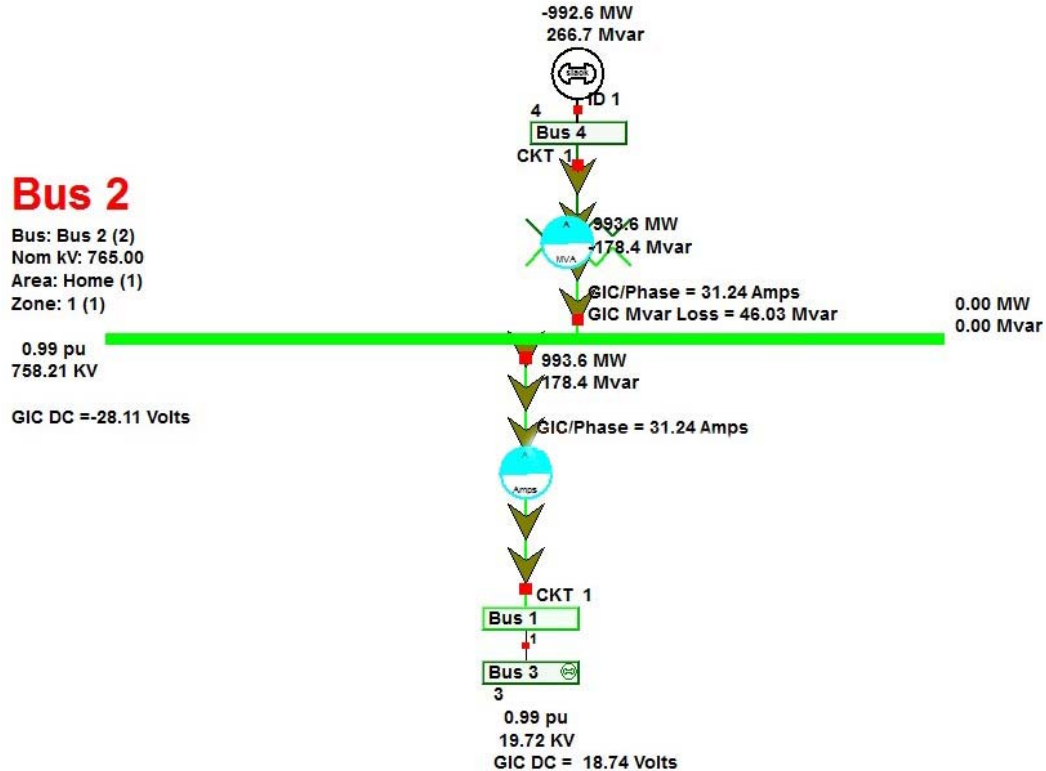 -992.6 MW
266.7 Mvar
slack
ID 1
4
Bus 4
CKT 1
Bus 2
Bus: Bus 2 (2)
Nom kV: 765.00
Area: Home (1)
Zone: 1 (1)
A
MVA
-993.6 MW
-178.4 Mvar
GIC/Phase = 31.24 Amps
GIC Mvar Loss = 46.03 Mvar
0.00 MW
0.00 Mvar
0.99 pu
758.21 KV
GIC DC =-28.11 Volts
993.6 MW
178.4 Mvar
GIC/Phase = 31.24 Amps
A
Amps
CKT 1
Bus 1
1
Bus 3
3
0.99 pu
19.72 KV
GIC DC = 18.74 Volts